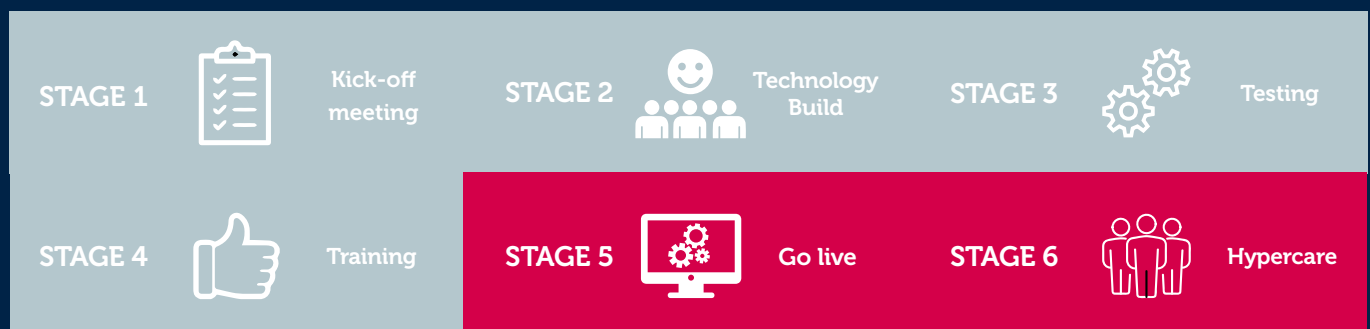 STAGE 1
Kick-off
meeting
STAGE 2
Technology
Build
STAGE 3
Testing
STAGE 4
Training
STAGE 5
Go live
STAGE 6
Hypercare